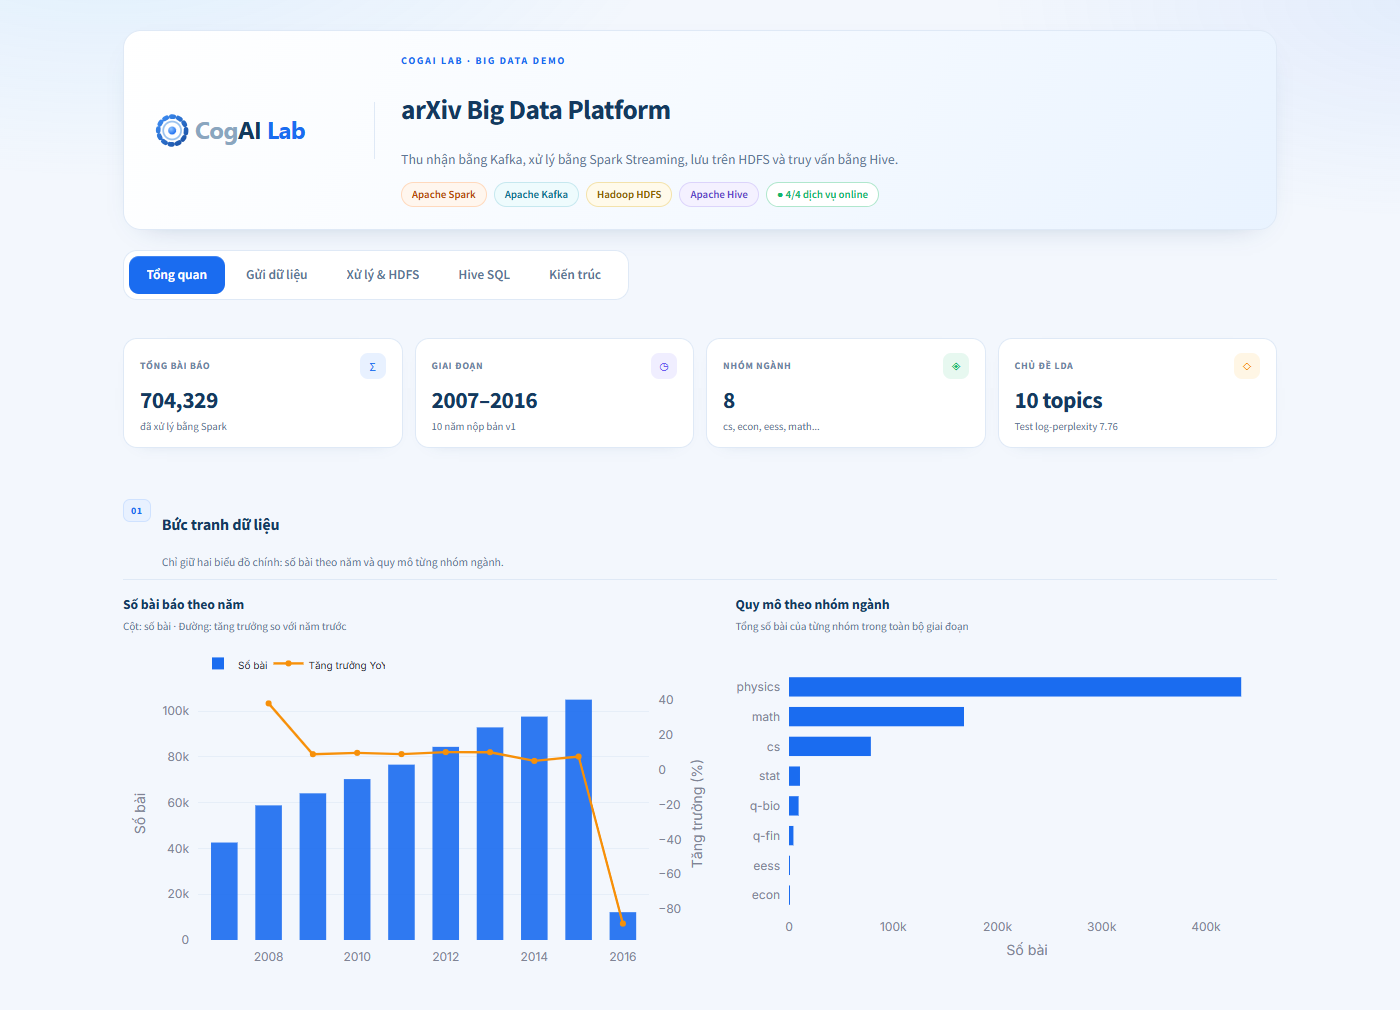 COGAI LAB · BIG DATA DEMO
CogAI Lab
arXiv Big Data Platform
Thu nhận bằng Kafka, xử lý bằng Spark Streaming, lưu trên HDFS và truy vấn bằng Hive.
Apache Spark
Apache Kafka
Hadoop HDFS
Apache Hive
● 4/4 dịch vụ online
Tổng quan
Gửi dữ liệu
Xử lý & HDFS
Hive SQL
Kiến trúc
TỔNG BÀI BÁO
Σ
704,329
đã xử lý bằng Spark
GIAI ĐOẠN
◷
2007–2016
10 năm nộp bản v1
NHÓM NGÀNH
◈
8
cs, econ, eess, math...
CHỦ ĐỀ LDA
◇
10 topics
Test log-perplexity 7.76
01
Bức tranh dữ liệu
Chỉ giữ hai biểu đồ chính: số bài theo năm và quy mô từng nhóm ngành.
Số bài báo theo năm
Cột: số bài · Đường: tăng trưởng so với năm trước
Số bài
Tăng trưởng YoY
100k
80k
60k
40k
20k
0
Số bài
40
20
0
−20
−40
−60
−80
Tăng trưởng (%)
2008
2010
2012
2014
2016
Quy mô theo nhóm ngành
Tổng số bài của từng nhóm trong toàn bộ giai đoạn
physics
math
cs
stat
q-bio
q-fin
eess
econ
0
100k
200k
300k
400k
Số bài